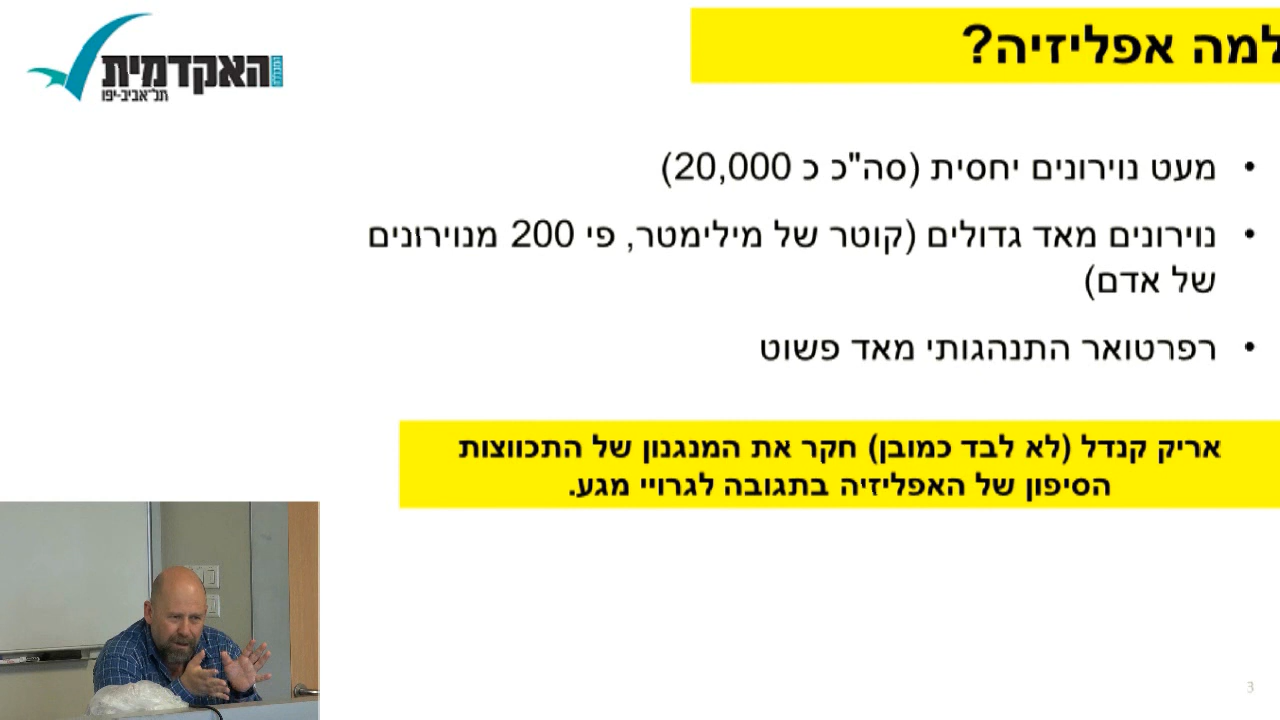 למה אפליזיה?
האקדמית
תל־אביב-יפו
מעט נוירונים יחסית (סה"כ כ 20,000)
נוירונים מאד גדולים (קוטר של מילימטר, פי 200 מנוירונים
של אדם)
רפרטואר התנהגותי מאד פשוט
אריק קנדל (לא לבד כמובן) חקר את המנגנון של התכווצות
הסיפון של האפליזיה בתגובה לגרויי מגע.
3